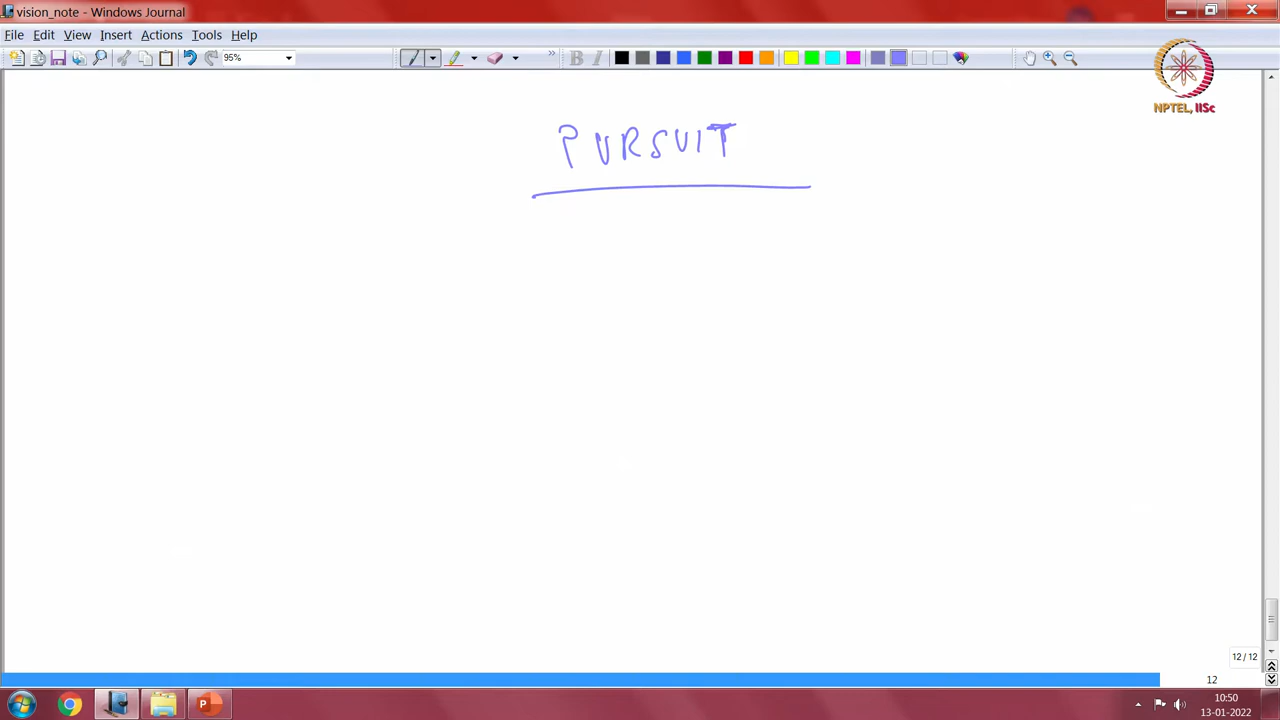 vision_note - Windows Journal
File Edit View Insert Actions Tools Help
95%
NPTEL, IISc
PURSUIT
12 / 12
12
10:50
13-01-2022